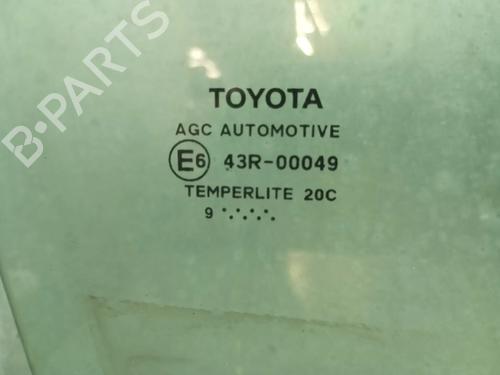 B-PARTS
TOYOTA
AGC AUTOMOTIVE
E6 43R-00049
TEMPERLITE 20C
9